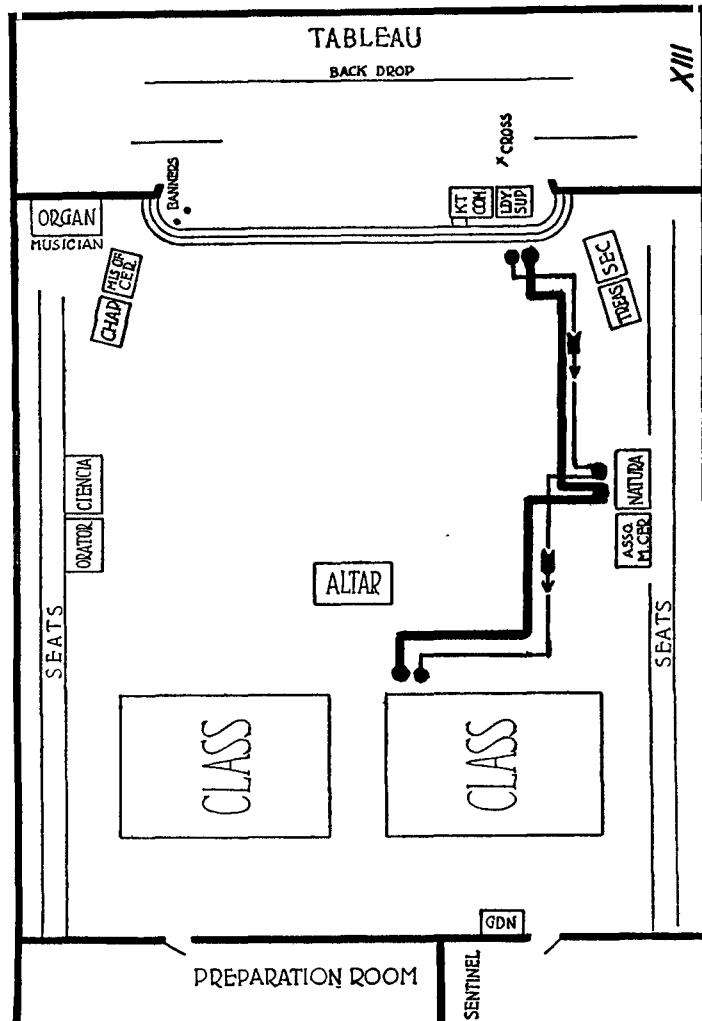 TABLEAU
BACK DROP
XIII
CROSS
BANNERS
KT
COM
LDY
SUP
ORGAN
MUSICIAN
MIS OF
CER.
CHAP
SEC
TREAS
CIENCIA
ORATOR
NATURA
ASSO.
M. CER
ALTAR
SEATS
SEATS
CLASS
CLASS
GDN
PREPARATION ROOM
SENTINEL